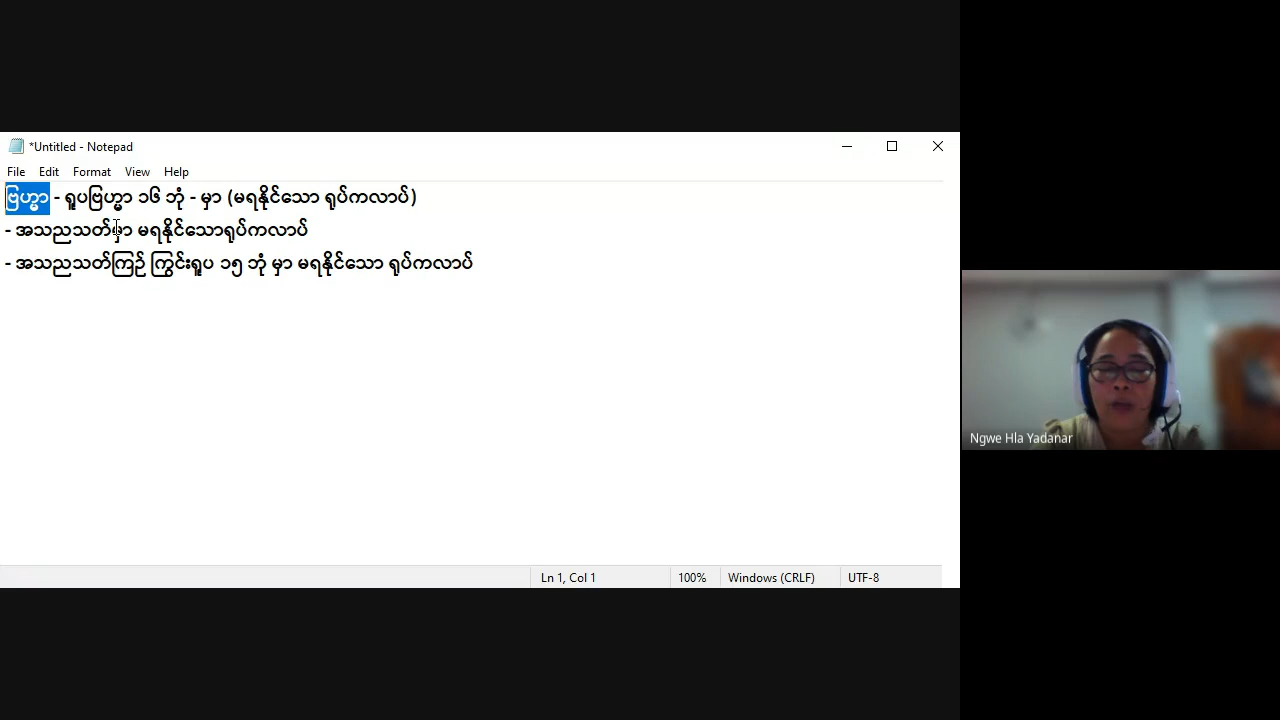 *Untitled - Notepad
File Edit Format View Help
ဗြဟ္မာ - ရူပဗြဟ္မာ ၁၆ ဘုံ - မှာ (မရနိုင်သော ရုပ်ကလာပ်)
- အသညသတ်မှာ မရနိုင်သောရုပ်ကလာပ်
- အသညသတ်ကြဉ် ကြွင်းရူပ ၁၅ ဘုံ မှာ မရနိုင်သော ရုပ်ကလာပ်
Ngwe Hla Yadanar
Ln 1, Col 1 100% Windows (CRLF) UTF-8